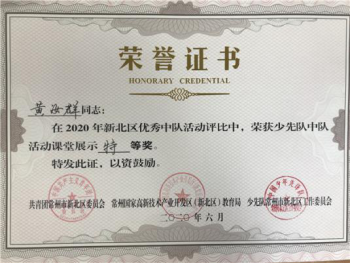 荣誉证书
HONORARY CREDENTIAL
黄海群同志:
在2020年新北区优秀中队活动评比中,荣获少先队中队
活动课堂展示 特 等奖。
特发此证,以资鼓励。
共青团常州市新北区委员会 常州国家高新技术产业开发区(新北区)教育局 少先队常州市新北区工作委员会
二〇二〇年六月